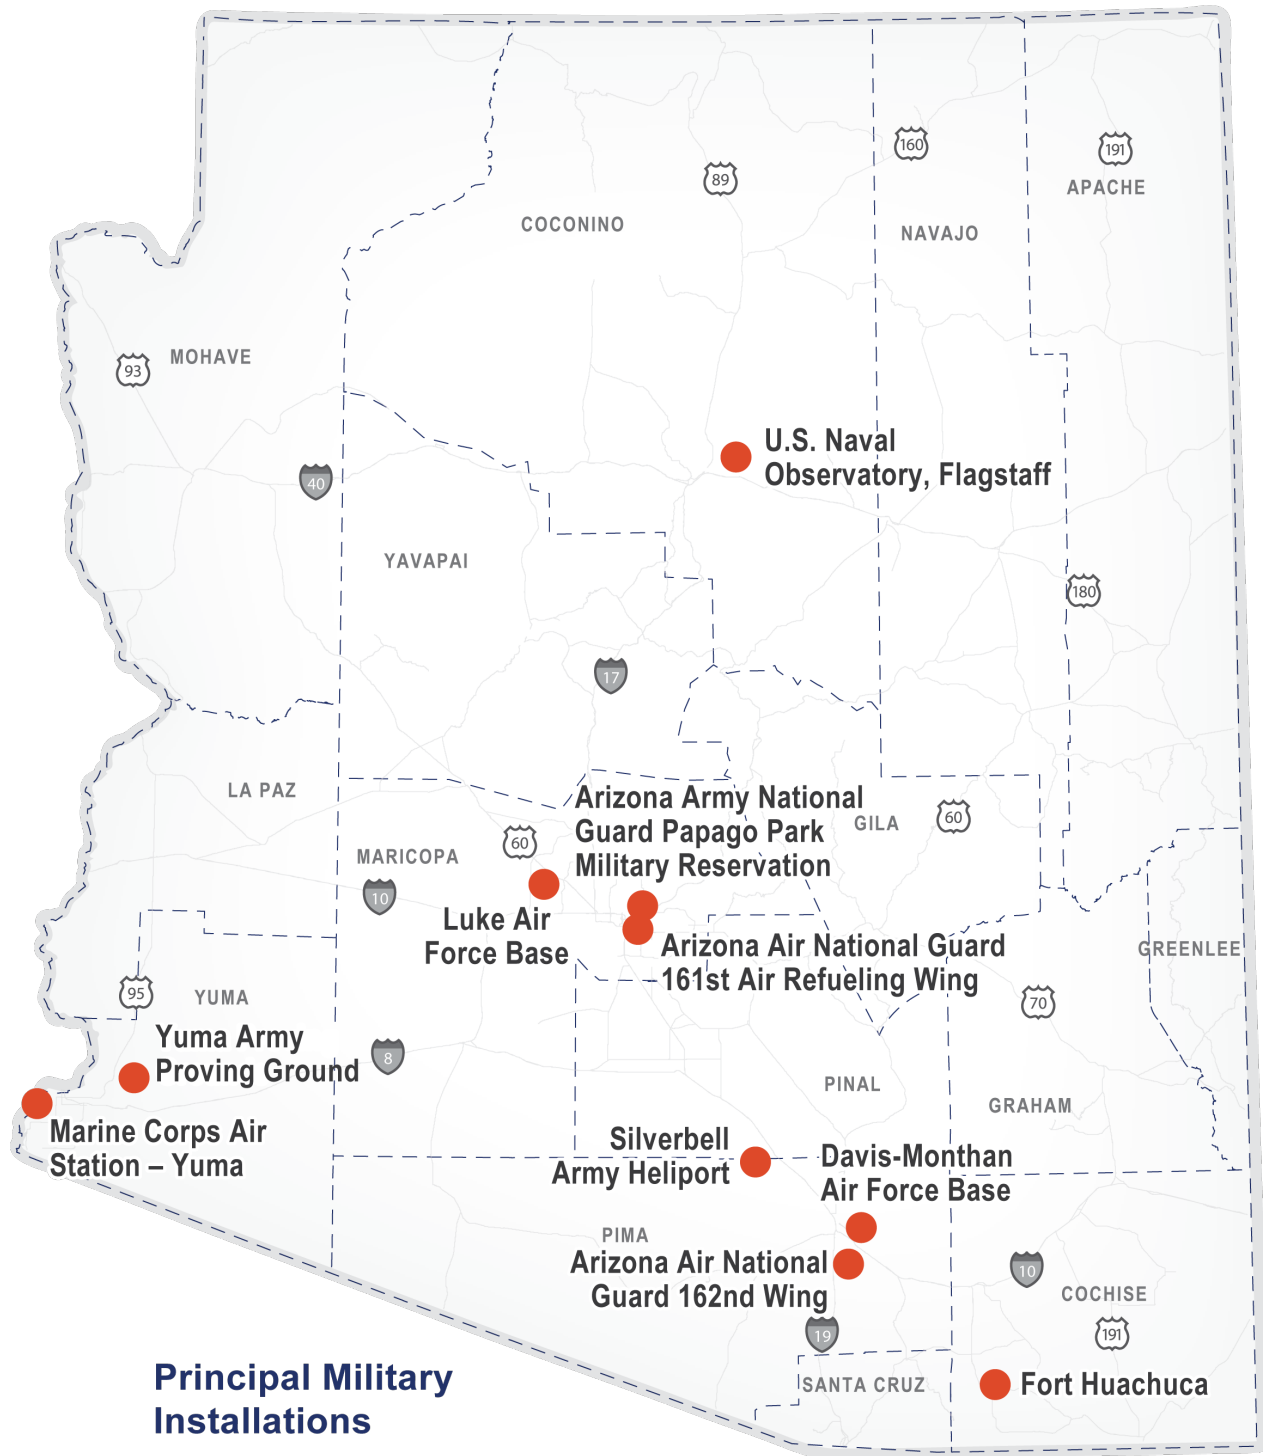 160
191
89
APACHE
COCONINO
NAVAJO
MOHAVE
93
U.S. Naval
Observatory, Flagstaff
40
YAVAPAI
180
17
LA PAZ
Arizona Army National
Guard Papago Park
Military Reservation
GILA
60
60
MARICOPA
10
Luke Air
Force Base
Arizona Air National Guard
161st Air Refueling Wing
GREENLEE
95
YUMA
70
Yuma Army
Proving Ground
8
PINAL
GRAHAM
Marine Corps Air
Station – Yuma
Silverbell
Army Heliport
Davis-Monthan
Air Force Base
PIMA
Arizona Air National
Guard 162nd Wing
10
COCHISE
19
191
Principal Military
Installations
SANTA CRUZ
Fort Huachuca